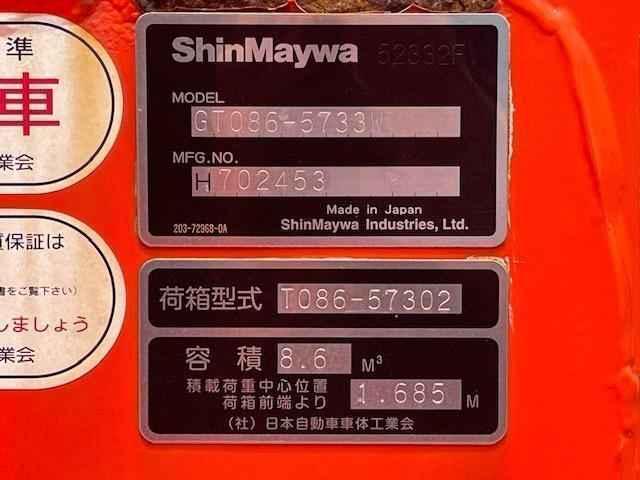 準
車
業会
質保証は
書をご覧下さい）
しましょう
業会
ShinMaywa 52332F
MODEL
GT086-5733W
MFG.NO.
H702453
Made in Japan
203-72968-0A ShinMaywa Industries, Ltd.
荷箱型式 T086-57302
容積 8.6 M³
積載荷重中心位置
荷箱前端より 1.685 M
（社）日本自動車車体工業会